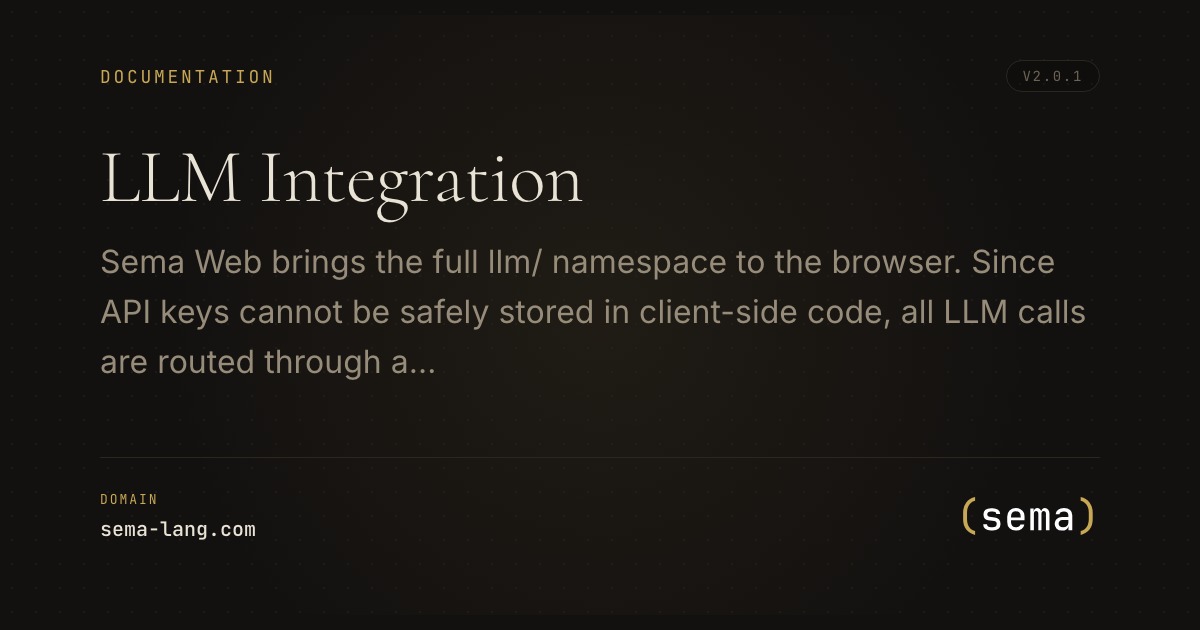 DOCUMENTATION
V2.0.1
LLM Integration
Sema Web brings the full llm/ namespace to the browser. Since
API keys cannot be safely stored in client-side code, all LLM calls
are routed through a...
DOMAIN
sema-lang.com
(sema)